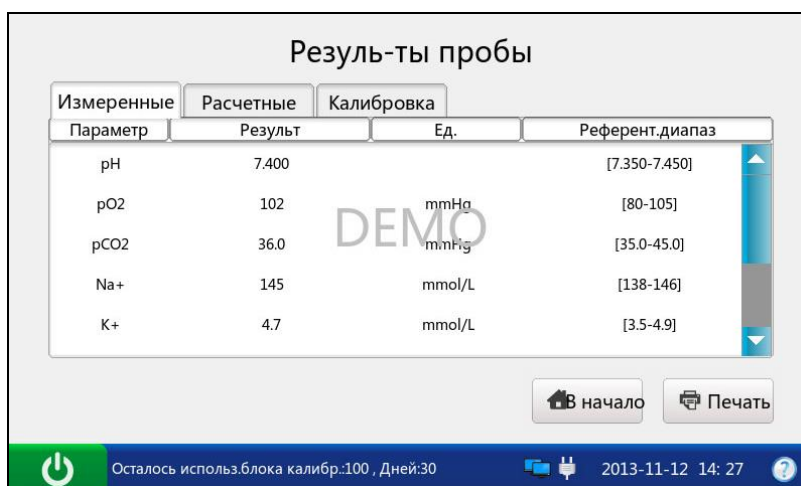 Резуль-ты пробы
Измеренные Расчетные Калибровка
Параметр Результ Ед. Референт.диапаз
pH 7.400 [7.350-7.450]
pO2 102 mmHg [80-105]
DEMO
pCO2 36.0 mmHg [35.0-45.0]
Na+ 145 mmol/L [138-146]
K+ 4.7 mmol/L [3.5-4.9]
В начало Печать
Осталось использ.блока калибр.:100 , Дней:30 2013-11-12 14: 27 ?